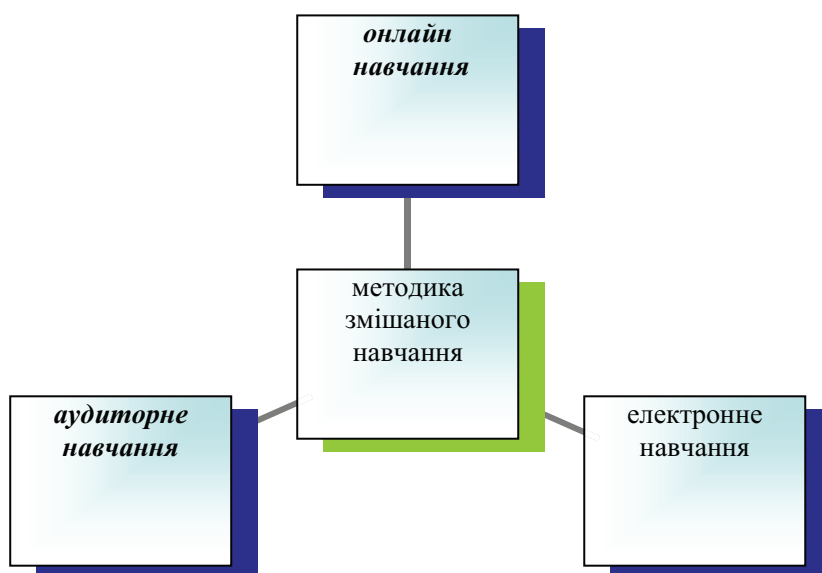 онлайн
навчання
методика
змішаного
навчання
аудиторне
навчання
електронне
навчання